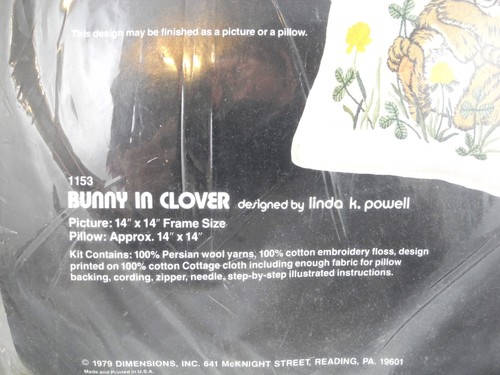 This design may be finished as a picture or a pillow.
1153
BUNNY IN CLOVER designed by linda k. powell
Picture: 14" x 14" Frame Size
Pillow: Approx. 14" x 14"
Kit Contains: 100% Persian wool yarns, 100% cotton embroidery floss, design
printed on 100% cotton Cottage cloth including enough fabric for pillow
backing, cording, zipper, needle, step-by-step illustrated instructions.
© 1979 DIMENSIONS, INC. 641 McKNIGHT STREET, READING, PA. 19601
Made and Printed in U.S.A.